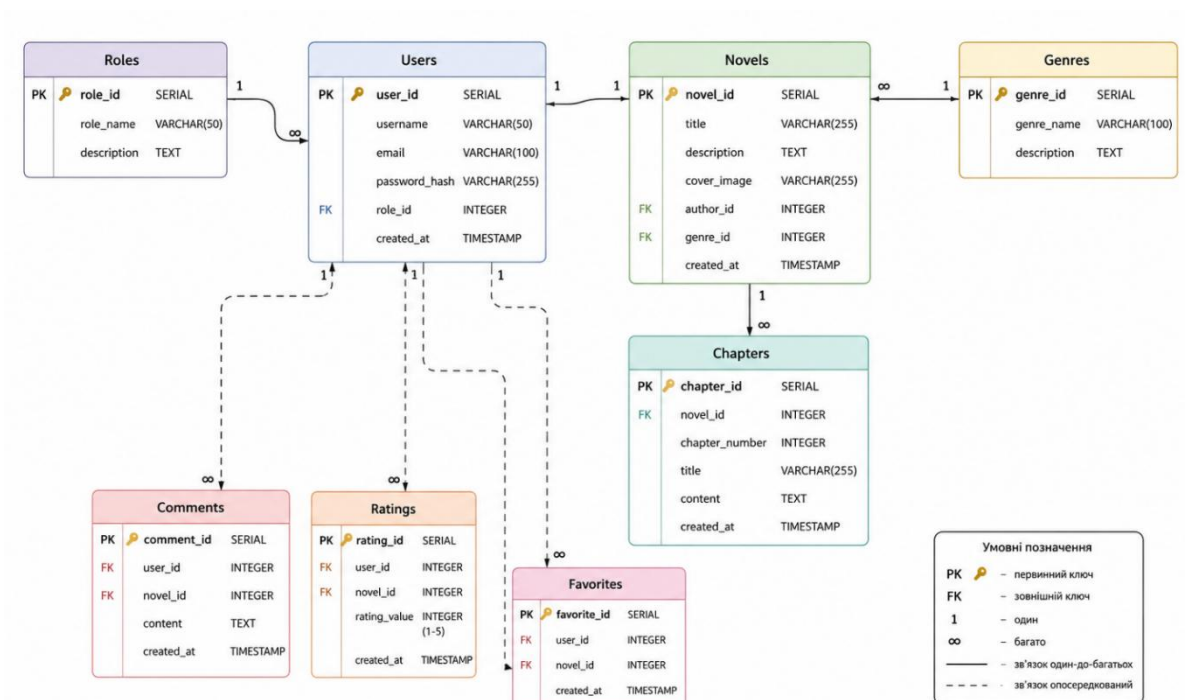 Roles
PK role_id SERIAL
role_name VARCHAR(50)
description TEXT
1
∞
Users
PK user_id SERIAL
username VARCHAR(50)
email VARCHAR(100)
password_hash VARCHAR(255)
FK role_id INTEGER
created_at TIMESTAMP
1 1
Novels
PK novel_id SERIAL
title VARCHAR(255)
description TEXT
cover_image VARCHAR(255)
FK author_id INTEGER
FK genre_id INTEGER
created_at TIMESTAMP
∞ 1
Genres
PK genre_id SERIAL
genre_name VARCHAR(100)
description TEXT
1 1 1
1
∞
Chapters
PK chapter_id SERIAL
FK novel_id INTEGER
chapter_number INTEGER
title VARCHAR(255)
content TEXT
created_at TIMESTAMP
∞ ∞
Comments
PK comment_id SERIAL
FK user_id INTEGER
FK novel_id INTEGER
content TEXT
created_at TIMESTAMP
Ratings
PK rating_id SERIAL
FK user_id INTEGER
FK novel_id INTEGER
rating_value INTEGER
(1-5)
created_at TIMESTAMP
∞
Favorites
PK favorite_id SERIAL
FK user_id INTEGER
FK novel_id INTEGER
created_at TIMESTAMP
Умовні позначення
PK – первинний ключ
FK – зовнішній ключ
1 – один
∞ – багато
– зв'язок один-до-багатьох
– зв'язок опосередкований